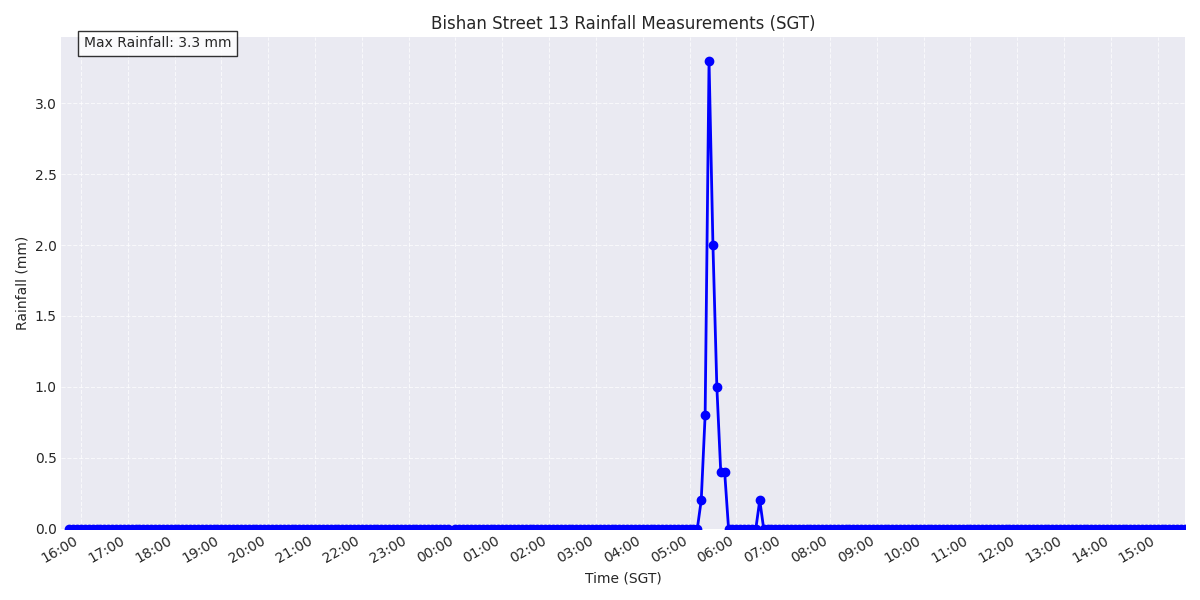 Bishan Street 13 Rainfall Measurements (SGT)
Max Rainfall: 3.3 mm
Rainfall (mm)
3.0
2.5
2.0
1.5
1.0
0.5
0.0
16:00 17:00 18:00 19:00 20:00 21:00 22:00 23:00 00:00 01:00 02:00 03:00 04:00 05:00 06:00 07:00 08:00 09:00 10:00 11:00 12:00 13:00 14:00 15:00
Time (SGT)